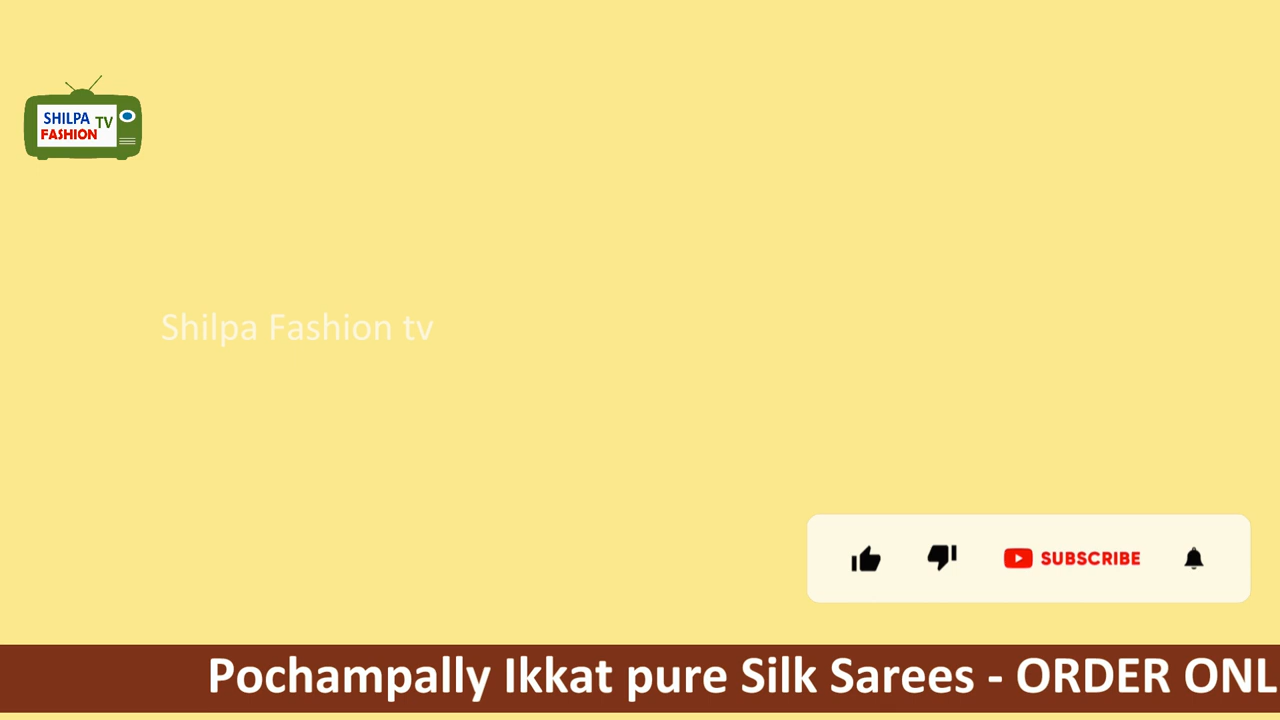 SHILPA TV
FASHION
Shilpa Fashion tv
SUBSCRIBE
Pochampally Ikkat pure Silk Sarees - ORDER ONL